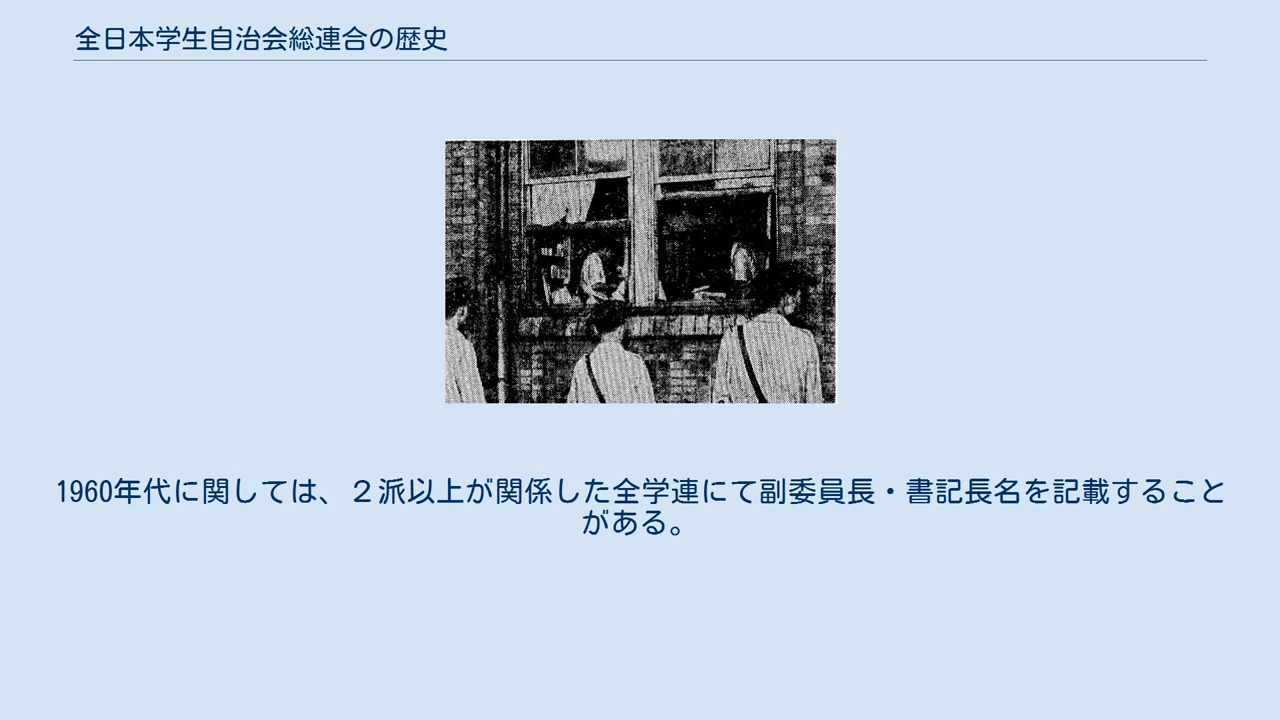 全日本学生自治会総連合の歴史
1960年代に関しては、２派以上が関係した全学連にて副委員長・書記長名を記載すること
がある。